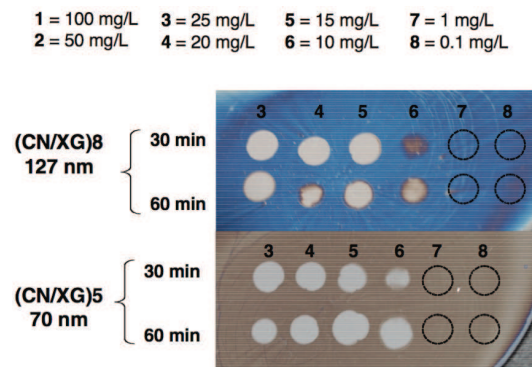 1 = 100 mg/L 3 = 25 mg/L 5 = 15 mg/L 7 = 1 mg/L
2 = 50 mg/L 4 = 20 mg/L 6 = 10 mg/L 8 = 0.1 mg/L
3 4 5 6 7 8
(CN/XG)8 30 min
127 nm
60 min
3 4 5 6 7 8
(CN/XG)5 30 min
70 nm
60 min